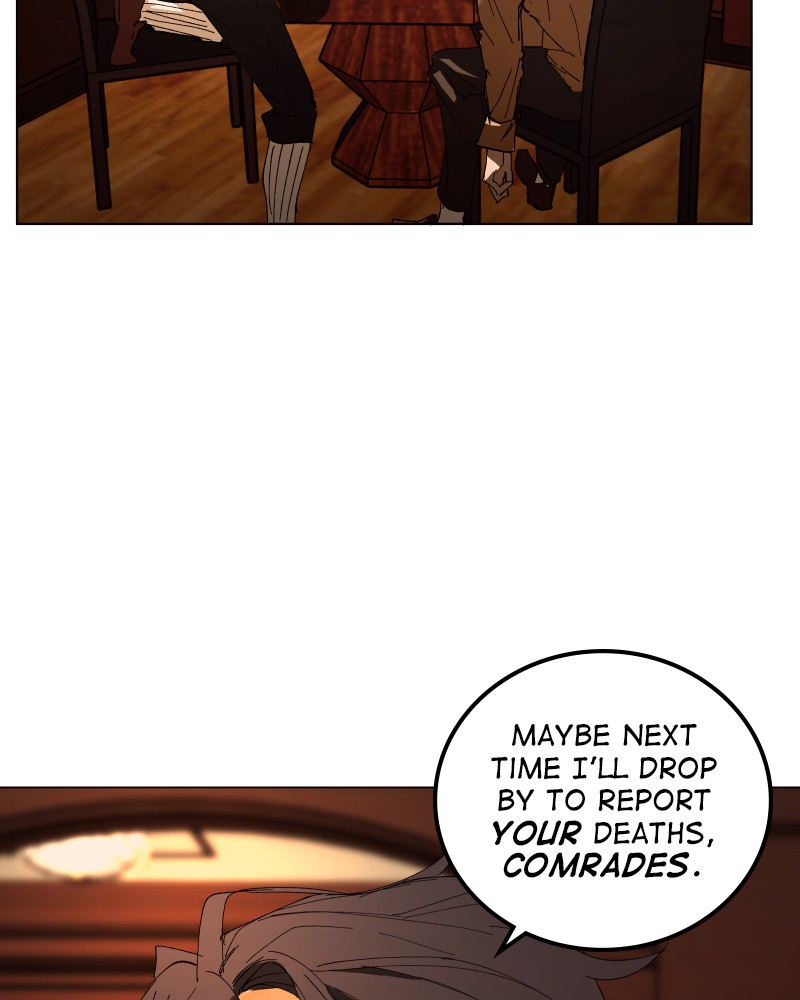 MAYBE NEXT
TIME I'LL DROP
BY TO REPORT
YOUR DEATHS,
COMRADES.